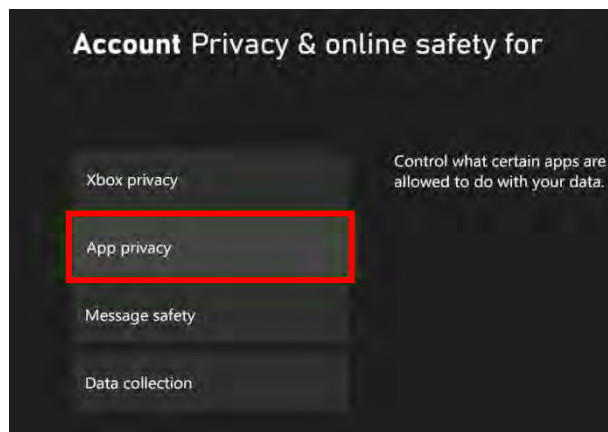 Account Privacy & online safety for
Xbox privacy
Control what certain apps are
allowed to do with your data.
App privacy
Message safety
Data collection